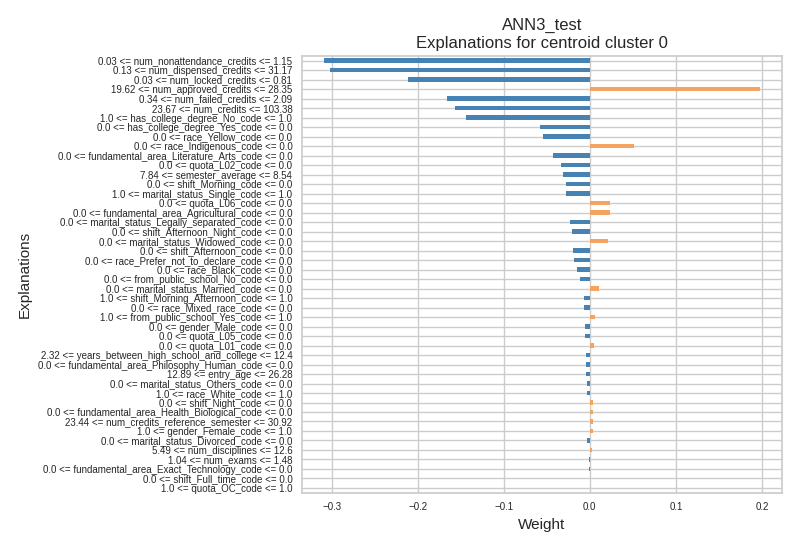 ANN3_test
Explanations for centroid cluster 0
0.03 <= num_nonattendance_credits <= 1.15
0.13 <= num_dispensed_credits <= 31.17
0.03 <= num_locked_credits <= 0.81
19.62 <= num_approved_credits <= 28.35
0.34 <= num_failed_credits <= 2.09
23.67 <= num_credits <= 103.38
1.0 <= has_college_degree_No_code <= 1.0
0.0 <= has_college_degree_Yes_code <= 0.0
0.0 <= race_Yellow_code <= 0.0
0.0 <= race_Indigenous_code <= 0.0
0.0 <= fundamental_area_Literature_Arts_code <= 0.0
0.0 <= quota_L02_code <= 0.0
7.84 <= semester_average <= 8.54
0.0 <= shift_Morning_code <= 0.0
1.0 <= marital_status_Single_code <= 1.0
0.0 <= quota_L06_code <= 0.0
0.0 <= fundamental_area_Agricultural_code <= 0.0
0.0 <= marital_status_Legally_separated_code <= 0.0
0.0 <= shift_Afternoon_Night_code <= 0.0
0.0 <= marital_status_Widowed_code <= 0.0
0.0 <= shift_Afternoon_code <= 0.0
0.0 <= race_Prefer_not_to_declare_code <= 0.0
0.0 <= race_Black_code <= 0.0
0.0 <= from_public_school_No_code <= 0.0
0.0 <= marital_status_Married_code <= 0.0
1.0 <= shift_Morning_Afternoon_code <= 1.0
0.0 <= race_Mixed_race_code <= 0.0
1.0 <= from_public_school_Yes_code <= 1.0
0.0 <= gender_Male_code <= 0.0
0.0 <= quota_L05_code <= 0.0
0.0 <= quota_L01_code <= 0.0
2.32 <= years_between_high_school_and_college <= 12.4
0.0 <= fundamental_area_Philosophy_Human_code <= 0.0
12.89 <= entry_age <= 26.28
0.0 <= marital_status_Others_code <= 0.0
1.0 <= race_White_code <= 1.0
0.0 <= shift_Night_code <= 0.0
0.0 <= fundamental_area_Health_Biological_code <= 0.0
23.44 <= num_credits_reference_semester <= 30.92
1.0 <= gender_Female_code <= 1.0
0.0 <= marital_status_Divorced_code <= 0.0
5.49 <= num_disciplines <= 12.6
1.04 <= num_exams <= 1.48
0.0 <= fundamental_area_Exact_Technology_code <= 0.0
0.0 <= shift_Full_time_code <= 0.0
1.0 <= quota_OC_code <= 1.0
Explanations
−0.3 −0.2 −0.1 0.0 0.1 0.2
Weight